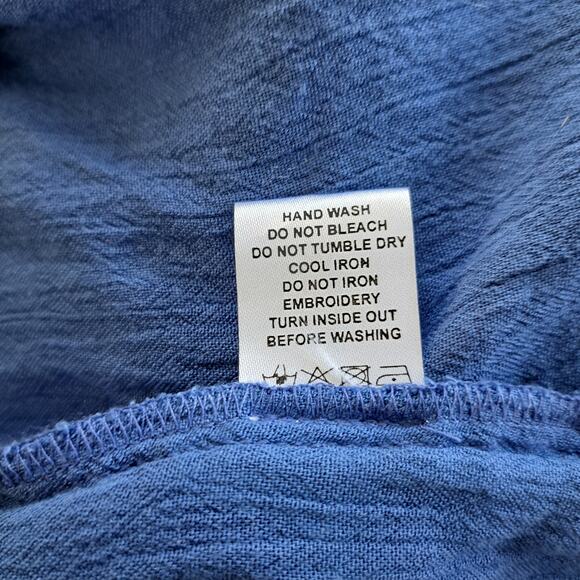 HAND WASH
DO NOT BLEACH
DO NOT TUMBLE DRY
COOL IRON
DO NOT IRON
EMBROIDERY
TURN INSIDE OUT
BEFORE WASHING